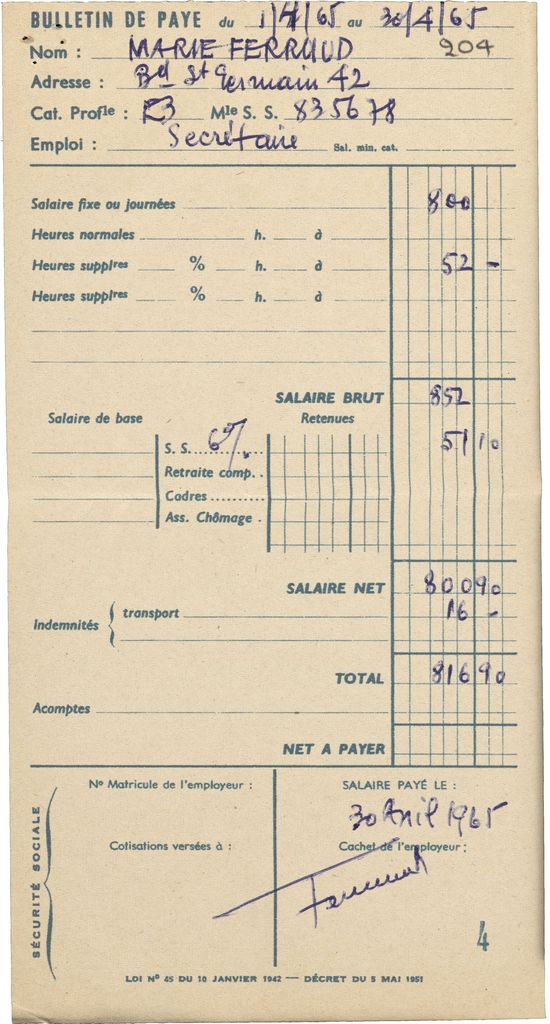 BULLETIN DE PAYE du 1/4/65 au 30/4/65
Nom : MARIE FERRAUD 204
Adresse : Bd St Germain 42
Cat. Profle : Mle S. S. 835678
Emploi : Secrétaire Sal. min. cat.
Salaire fixe ou journées 800
Heures normales h. à
Heures supplres % h. à 52 -
Heures supplres % h. à
SALAIRE BRUT 852
Salaire de base Retenues
S. S. 6% 51 10
Retraite comp.
Cadres
Ass. Chômage
SALAIRE NET 800 90
Indemnités { transport 16 -
TOTAL 816 90
Acomptes
NET A PAYER
SÉCURITÉ SOCIALE
No Matricule de l'employeur :
Cotisations versées à :
SALAIRE PAYÉ LE :
30 Avril 1965
Cachet de l'employeur :
4
LOI No 45 DU 10 JANVIER 1942 — DÉCRET DU 5 MAI 1951